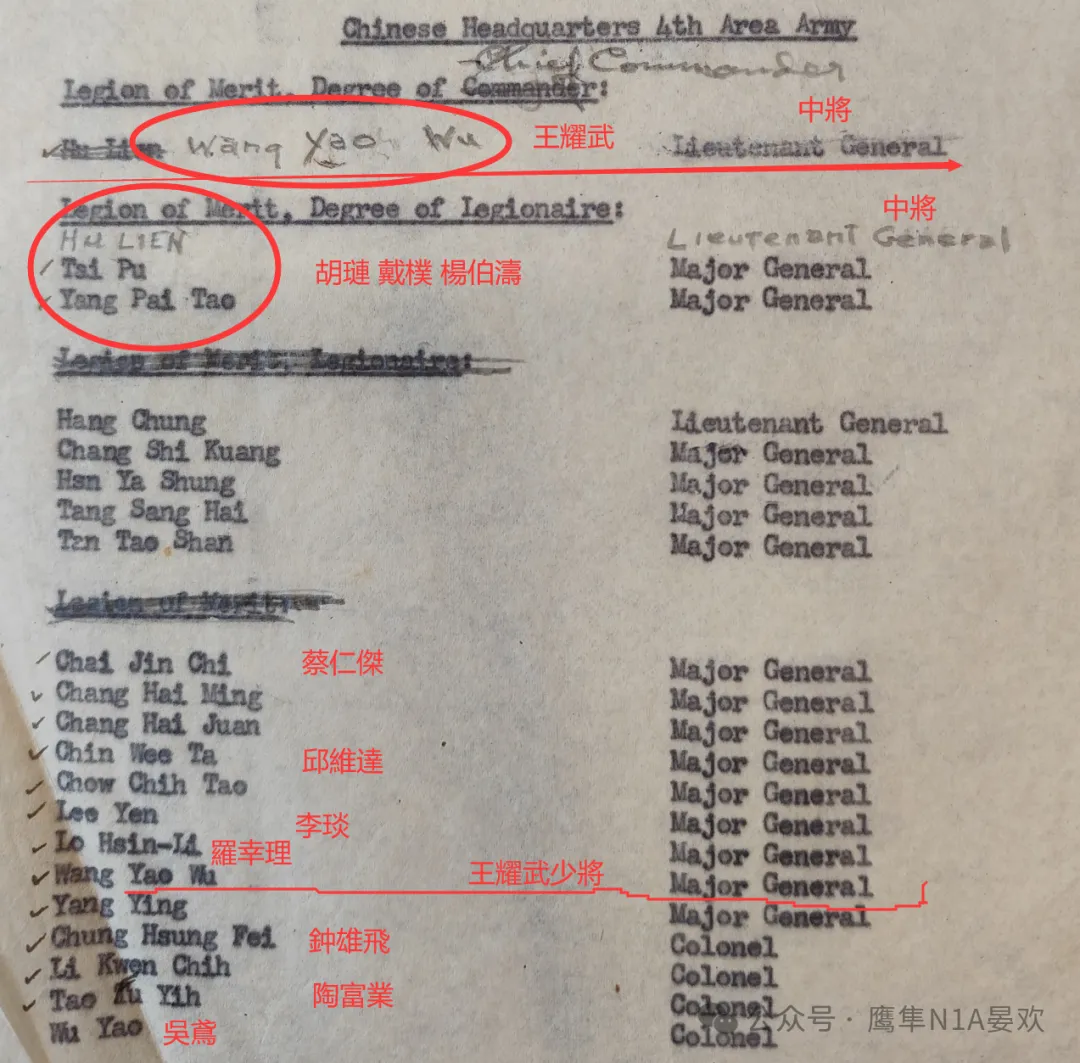 Chinese Headquarters 4th Area Army
Chief Commander
Legion of Merit, Degree of Commander:
中將
Hu Lien Wang Yao Wu 王耀武 Lieutenant General
Legion of Merit, Degree of Legionaire: 中將
HU LIEN Lieutenant General
Tsi Pu 胡璉 戴樸 楊伯濤 Major General
Yang Pai Tao Major General
Legion of Merit, Legionaire:
Hang Chung Lieutenant General
Chang Shi Kuang Major General
Hsn Ya Shung Major General
Tang Sang Hai Major General
Tan Tao Shan Major General
Legion of Merit:
Chai Jin Chi 蔡仁傑 Major General
Chang Hai Ming Major General
Chang Hai Juan Major General
Chin Wee Ta 邱維達 Major General
Chow Chih Tao Major General
Lee Yen 李琰 Major General
Lo Hsin-Li 羅幸理 Major General
Wang Yao Wu 王耀武少將 Major General
Yang Ying Major General
Chung Hsung Fei 鈡雄飛 Colonel
Li Kwen Chih Colonel
Tao Fu Yih 陶富業 Colonel
Wu Yao 吳鳶 Colonel
公众号 · 鹰隼N1A晏欢